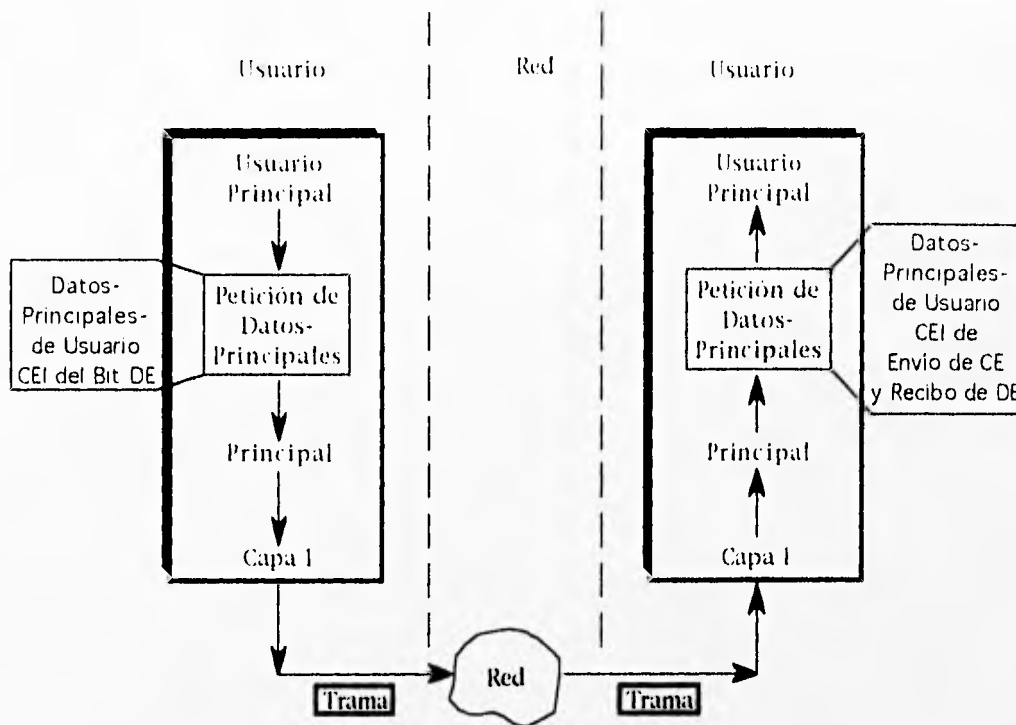 Usuario
Red
Usuario
Usuario
Principal
Datos-
Principales-
de Usuario
CEI del Bit DE
Petición de
Datos-
Principales
Principal
Capa 1
Usuario
Principal
Petición de
Datos-
Principales
Datos-
Principales-
de Usuario
CEI de
Envio de CE
y Recibo de DE
Principal
Capa 1
Trama
Red
Trama